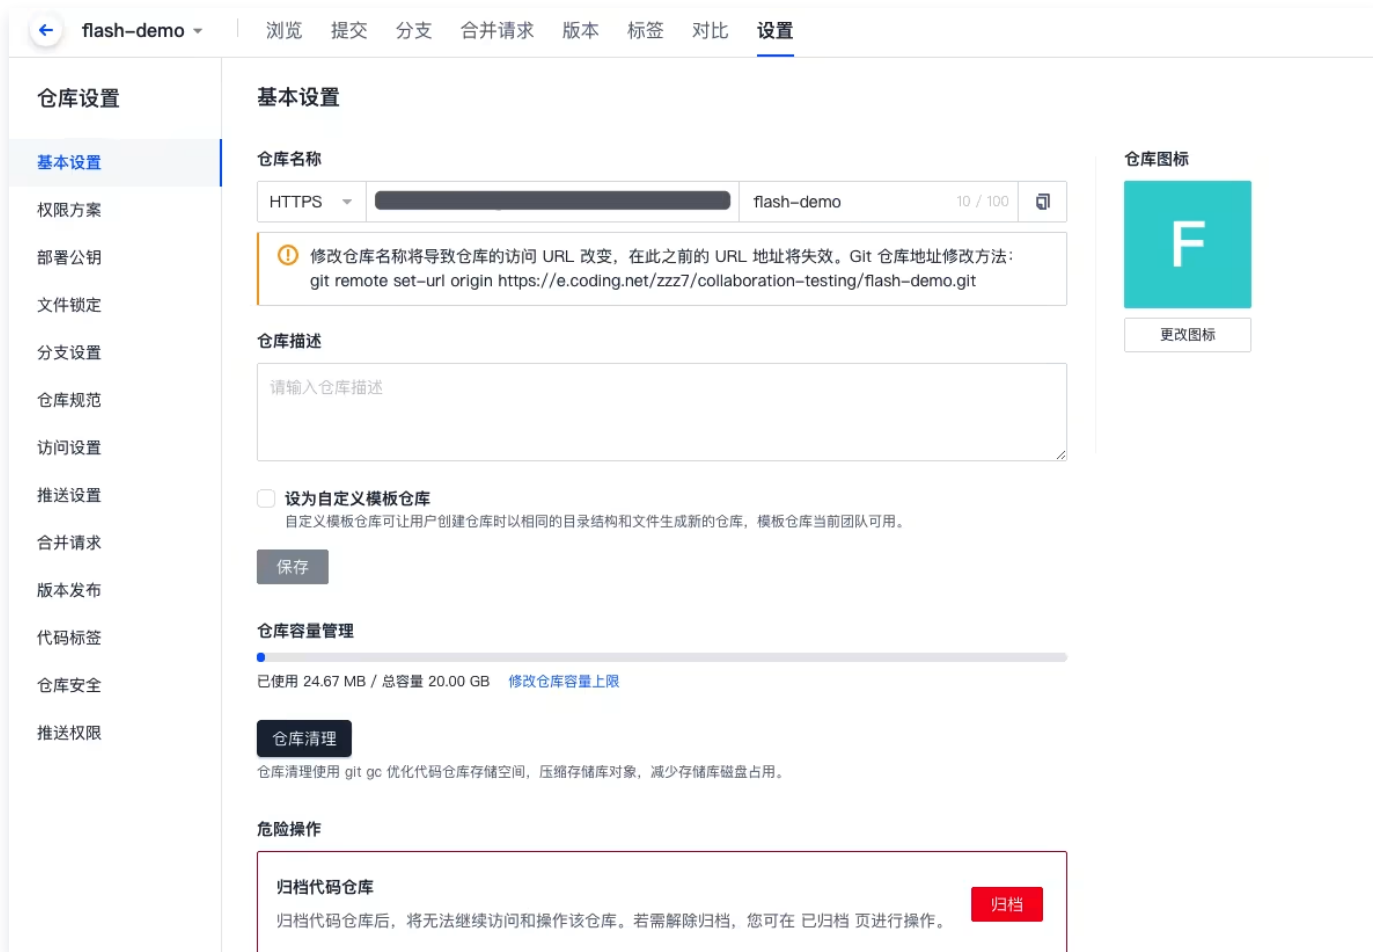 flash-demo
浏览 提交 分支 合并请求 版本 标签 对比 设置
仓库设置
基本设置
权限方案
部署公钥
文件锁定
分支设置
仓库规范
访问设置
推送设置
合并请求
版本发布
代码标签
仓库安全
推送权限
基本设置
仓库名称
HTTPS flash-demo 10 / 100
修改仓库名称将导致仓库的访问 URL 改变，在此之前的 URL 地址将失效。Git 仓库地址修改方法：
git remote set-url origin https://e.coding.net/zzz7/collaboration-testing/flash-demo.git
仓库描述
请输入仓库描述
设为自定义模板仓库
自定义模板仓库可让用户创建仓库时以相同的目录结构和文件生成新的仓库，模板仓库当前团队可用。
保存
仓库容量管理
已使用 24.67 MB / 总容量 20.00 GB 修改仓库容量上限
仓库清理
仓库清理使用 git gc 优化代码仓库存储空间，压缩存储库对象，减少存储库磁盘占用。
危险操作
归档代码仓库
归档代码仓库后，将无法继续访问和操作该仓库。若需解除归档，您可在 已归档 页进行操作。
归档
仓库图标
F
更改图标